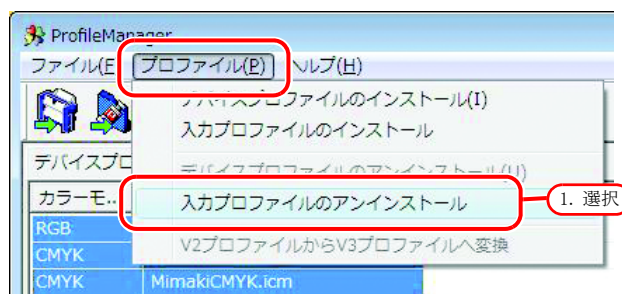 ProfileManager
ファイル(F プロファイル(P) ヘルプ(H)
デバイスプロファイルのインストール(I)
入力プロファイルのインストール
デバイスプロ
デバイスプロファイルのアンインストール(U)
カラーモ..
入力プロファイルのアンインストール
1. 選択
RGB
V2プロファイルからV3プロファイルへ変換
CMYK
CMYK MimakiCMYK.icm